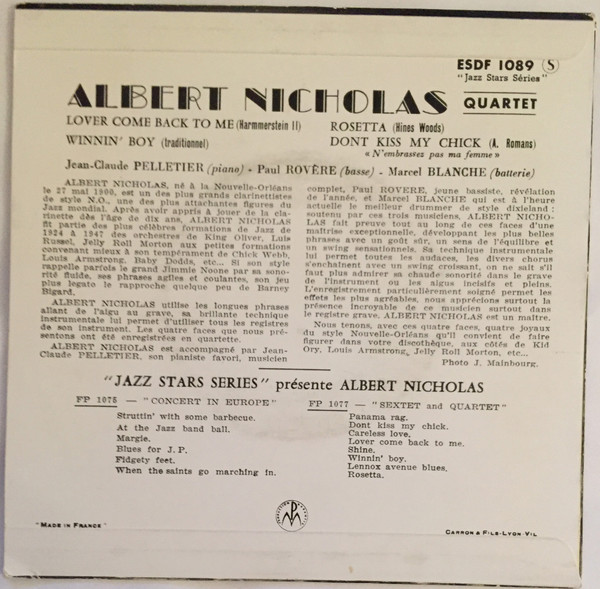 ESDF 1089 S
"Jazz Stars Séries"
ALBERT NICHOLAS QUARTET
LOVER COME BACK TO ME (Harmmerstein II)
WINNIN' BOY (traditionnel)
ROSETTA (Hines Woods)
DONT KISS MY CHICK (A. Romans)
« N'embrasses pas ma femme »
Jean-Claude PELLETIER (piano) - Paul ROVÈRE (basse) - Marcel BLANCHE (batterie)
ALBERT NICHOLAS, né à la Nouvelle-Orléans
le 27 mai 1900, est un des plus grands clarinettistes
de style N.O., une des plus attachantes figures du
Jazz mondial. Après avoir appris à jouer de la cla-
rinette dès l'âge de dix ans, ALBERT NICHOLAS
fit partie des plus célèbres formations de Jazz de
1924 à 1947 des orchestres de King Oliver, Luis
Russel, Jelly Roll Morton aux petites formations
convenant mieux à son tempérament de Chick Webb,
Louis Armstrong, Baby Dodds, etc... Si son style
rappelle parfois le grand Jimmie Noone par sa sono-
rité fluide, ses phrases agiles et coulantes, son jeu
plus legato le rapproche quelque peu de Barney
Bigard.
ALBERT NICHOLAS utilise les longues phrases
allant de l'aigu au grave, sa brillante technique
instrumentale lui permet d'utiliser tous les registres
de son instrument. Les quatre faces que nous pré-
sentons ont été enregistrées en quartette.
ALBERT NICHOLAS est accompagné par Jean-
Claude PELLETIER, son pianiste favori, musicien
complet, Paul ROVERE, jeune bassiste, révélation
de l'année, et Marcel BLANCHE qui est à l'heure
actuelle le meilleur drummer de style dixieland ;
soutenu par ces trois musiciens, ALBERT NICHO-
LAS fait preuve tout au long de ces faces d'une
maîtrise exceptionnelle, développant les plus belles
phrases avec un goût sûr, un sens de l'équilibre et
un swing sensationnels. Sa technique instrumentale
lui permet toutes les audaces, les divers chorus
s'enchaînent avec un swing croissant, on ne sait s'il
faut plus admirer sa chaude sonorité dans le grave
de l'instrument ou les aigus incisifs et pleins.
L'enregistrement particulièrement soigné permet les
effets les plus agréables, nous apprécions surtout la
présence incroyable de ce musicien surtout dans
le registre grave. ALBERT NICHOLAS est un maître.
Nous tenons, avec ces quatre faces, quatre joyaux
du style Nouvelle-Orléans qu'il convient de faire
figurer dans votre discothèque, aux côtés de Kid
Ory, Louis Armstrong, Jelly Roll Morton, etc...
Photo J. Mainbourg.
"JAZZ STARS SERIES" présente ALBERT NICHOLAS
FP 1075 — "CONCERT IN EUROPE"
Struttin' with some barbecue.
At the Jazz band ball.
Margie.
Blues for J. P.
Fidgety feet.
When the saints go marching in.
FP 1077 — "SEXTET and QUARTET"
Panama rag.
Dont kiss my chick.
Careless love.
Lover come back to me.
Shine.
Winnin' boy.
Lennox avenue blues.
Rosetta.
"MADE IN FRANCE"
CARRON & FILS-LYON VIL